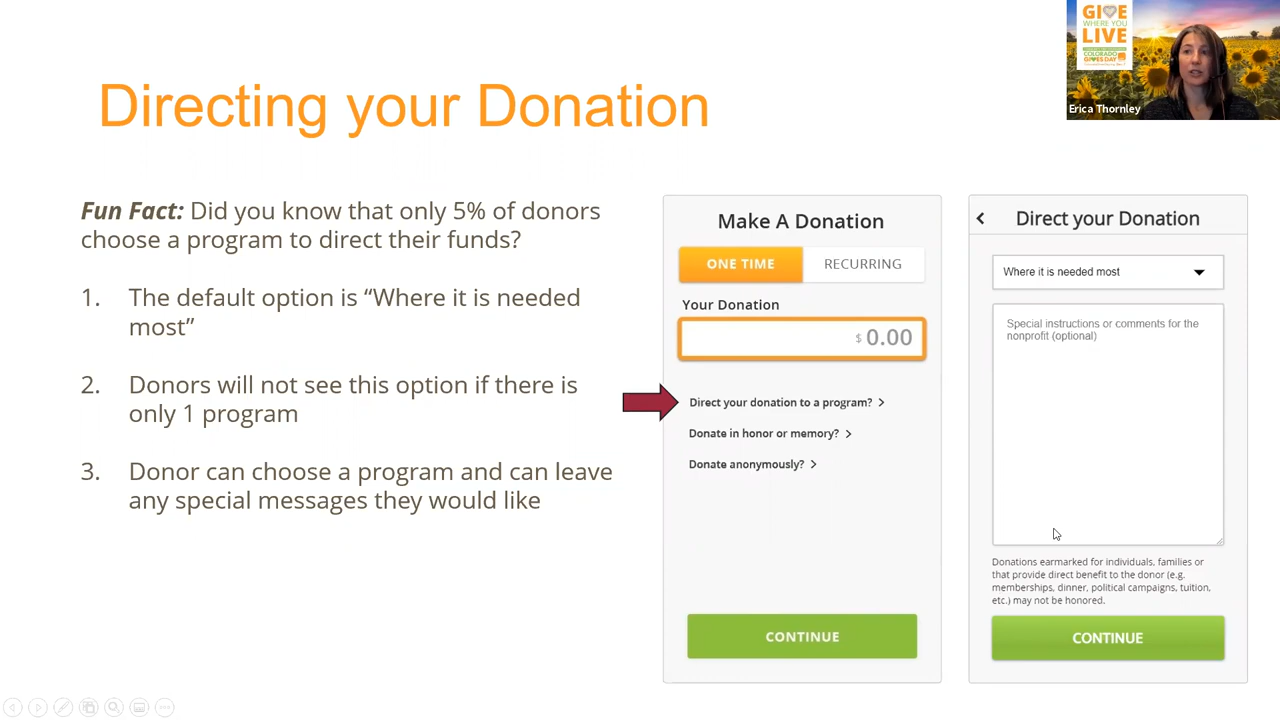 GIVE
WHERE YOU
LIVE
COLORADO
GIVES DAY
Erica Thornley
Directing your Donation
Fun Fact: Did you know that only 5% of donors
choose a program to direct their funds?
1. The default option is “Where it is needed
most”
2. Donors will not see this option if there is
only 1 program
3. Donor can choose a program and can leave
any special messages they would like
Make A Donation
ONE TIME
RECURRING
Your Donation
$ 0.00
Direct your donation to a program? >
Donate in honor or memory? >
Donate anonymously? >
CONTINUE
< Direct your Donation
Where it is needed most
Special instructions or comments for the
nonprofit (optional)
Donations earmarked for individuals, families or
that provide direct benefit to the donor (e.g.
memberships, dinner, political campaigns, tuition,
etc.) may not be honored.
CONTINUE